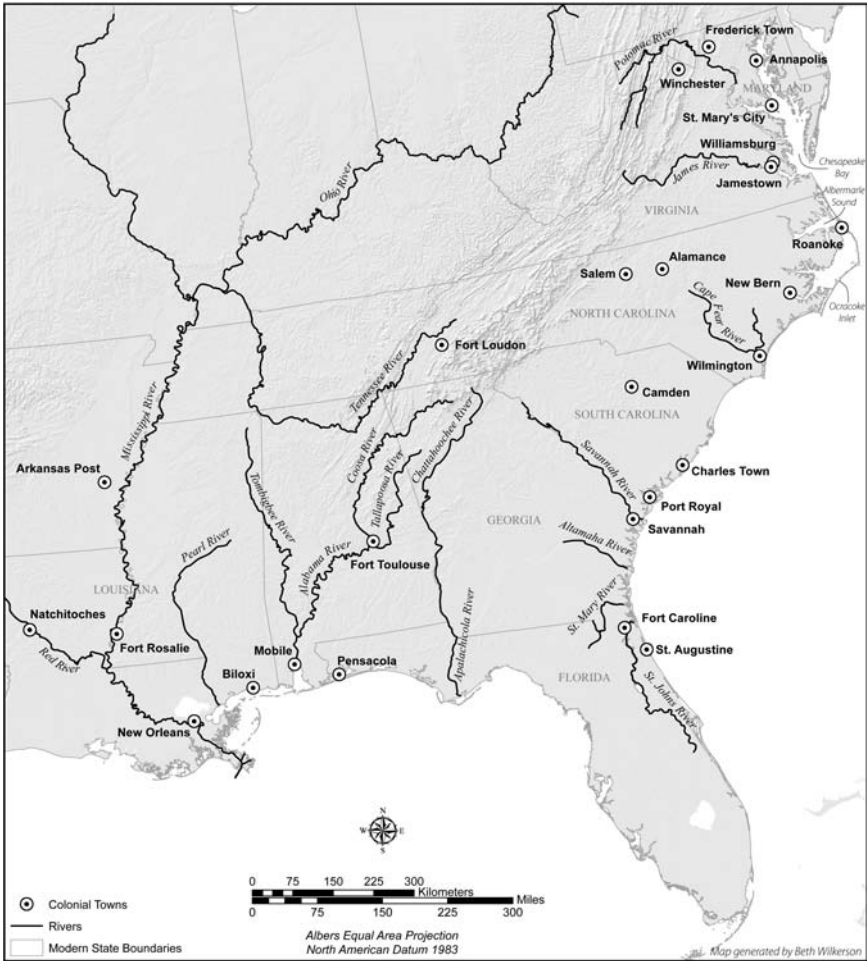 Frederick Town
Potomac River
Annapolis
Winchester
MARYLAND
St. Mary's City
Williamsburg
Chesapeake
Bay
James River
Jamestown
Albemarle
Sound
Ohio River
VIRGINIA
Roanoke
Alamance
Salem
New Bern
Cape Fear River
Ocracoke
Inlet
NORTH CAROLINA
Fort Loudon
Wilmington
Tennessee River
Mississippi River
Camden
SOUTH CAROLINA
Coosa River
Chattahoochee River
Arkansas Post
Tallapoosa River
Savannah River
Charles Town
Tombigbee River
Port Royal
GEORGIA
Savannah
Pearl River
Alabama River
Altamaha River
Fort Toulouse
LOUISIANA
St. Mary River
Natchitoches
Fort Rosalie
Fort Caroline
Mobile
Apalachicola River
St. Augustine
Red River
Biloxi
Pensacola
FLORIDA
St. Johns River
New Orleans
N
W E
S
0 75 150 225 300
Kilometers
Miles
0 75 150 225 300
Colonial Towns
Rivers
Modern State Boundaries
Albers Equal Area Projection
North American Datum 1983
Map generated by Beth Wilkerson